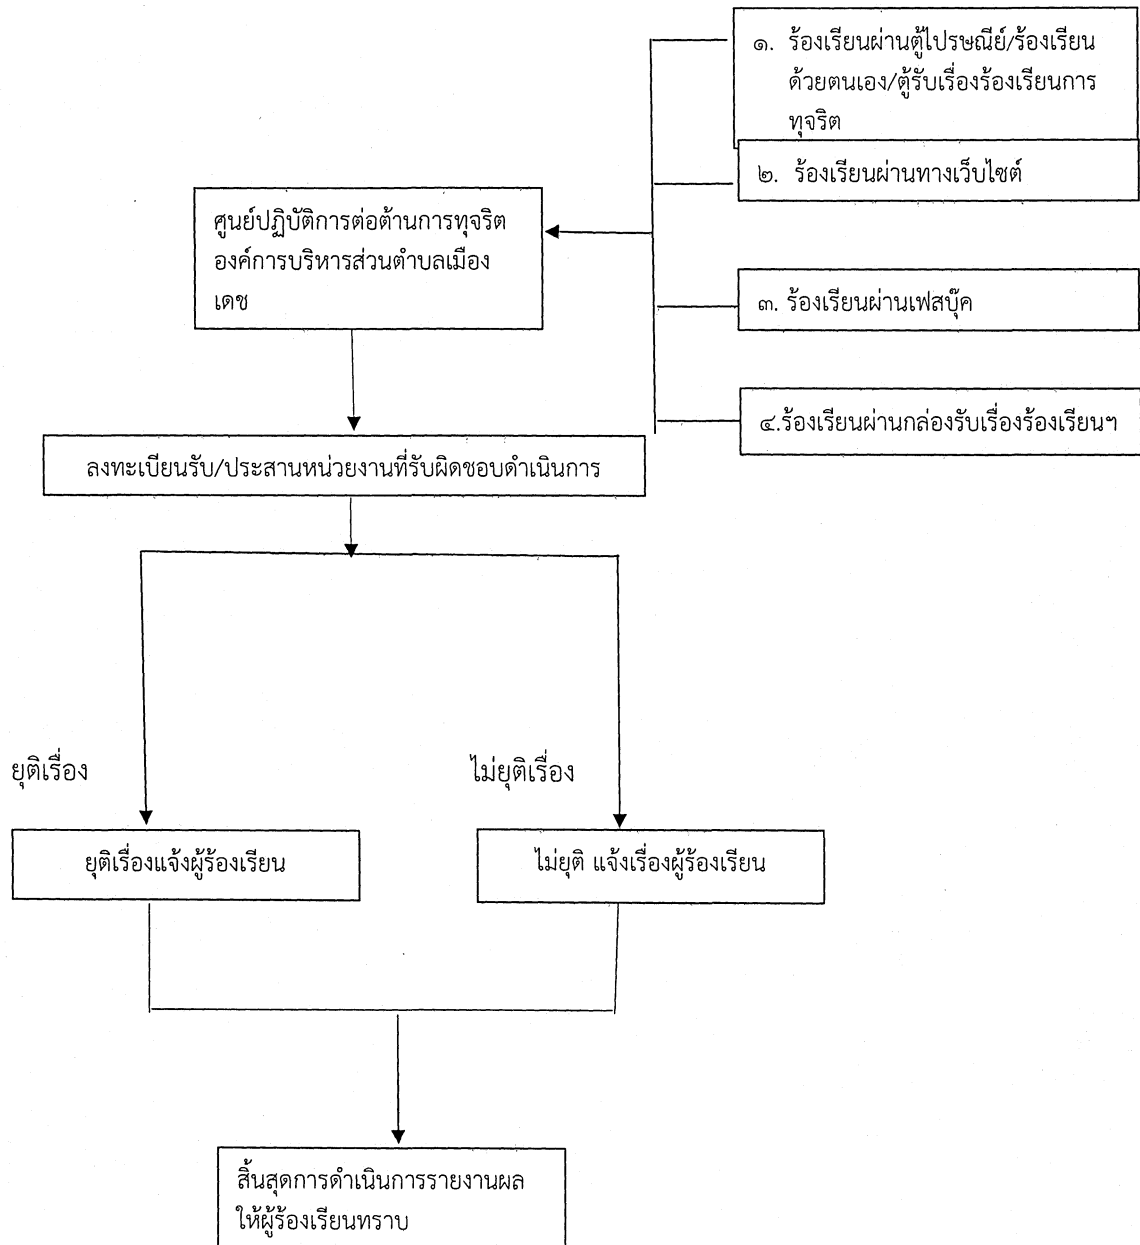 ๑. ร้องเรียนผ่านตู้ไปรษณีย์/ร้องเรียน
ด้วยตนเอง/ตู้รับเรื่องร้องเรียนการ
ทุจริต
๒. ร้องเรียนผ่านทางเว็บไซต์
ศูนย์ปฏิบัติการต่อต้านการทุจริต
องค์การบริหารส่วนตำบลเมือง
เดช
๓. ร้องเรียนผ่านเฟสบุ๊ค
๔.ร้องเรียนผ่านกล่องรับเรื่องร้องเรียนฯ
ลงทะเบียนรับ/ประสานหน่วยงานที่รับผิดชอบดำเนินการ
ยุติเรื่อง
ไม่ยุติเรื่อง
ยุติเรื่องแจ้งผู้ร้องเรียน
ไม่ยุติ แจ้งเรื่องผู้ร้องเรียน
สิ้นสุดการดำเนินการรายงานผล
ให้ผู้ร้องเรียนทราบ